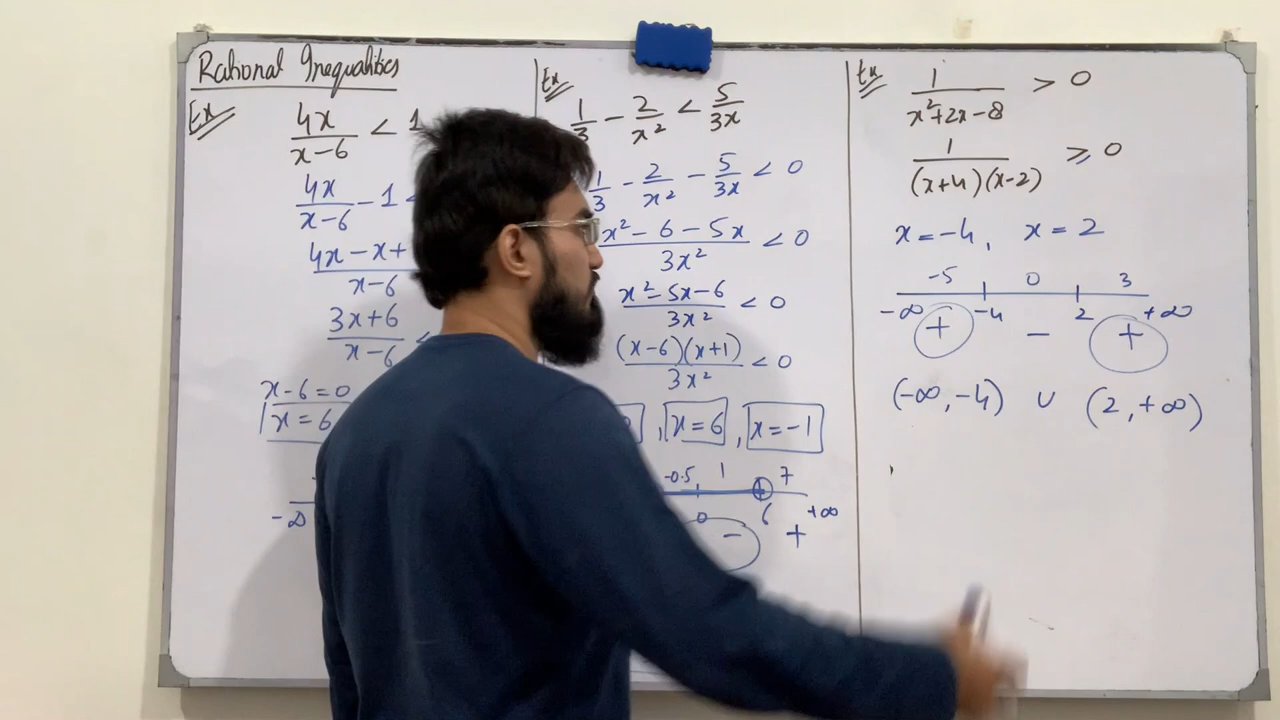 Rational Inequalities
Ex
4x/(x-6) < 1
4x/(x-6) - 1 <
4x-x+
x-6
(3x+6)/(x-6) <
x-6=0
x=6
-∞
Ex
1/3 - 2/x² < 5/3x
1/3 - 2/x² - 5/3x < 0
(x²-6-5x)/3x² < 0
(x²-5x-6)/3x² < 0
(x-6)(x+1)/3x² < 0
, x=6, x=-1
-0.5 1 7
0 6 +∞
- +
Ex
1/(x²+2x-8) > 0
1/((x+4)(x-2)) ≥ 0
x=-4, x=2
-5 0 3
-∞ -4 2 +∞
+ - +
(-∞,-4) ∪ (2,+∞)